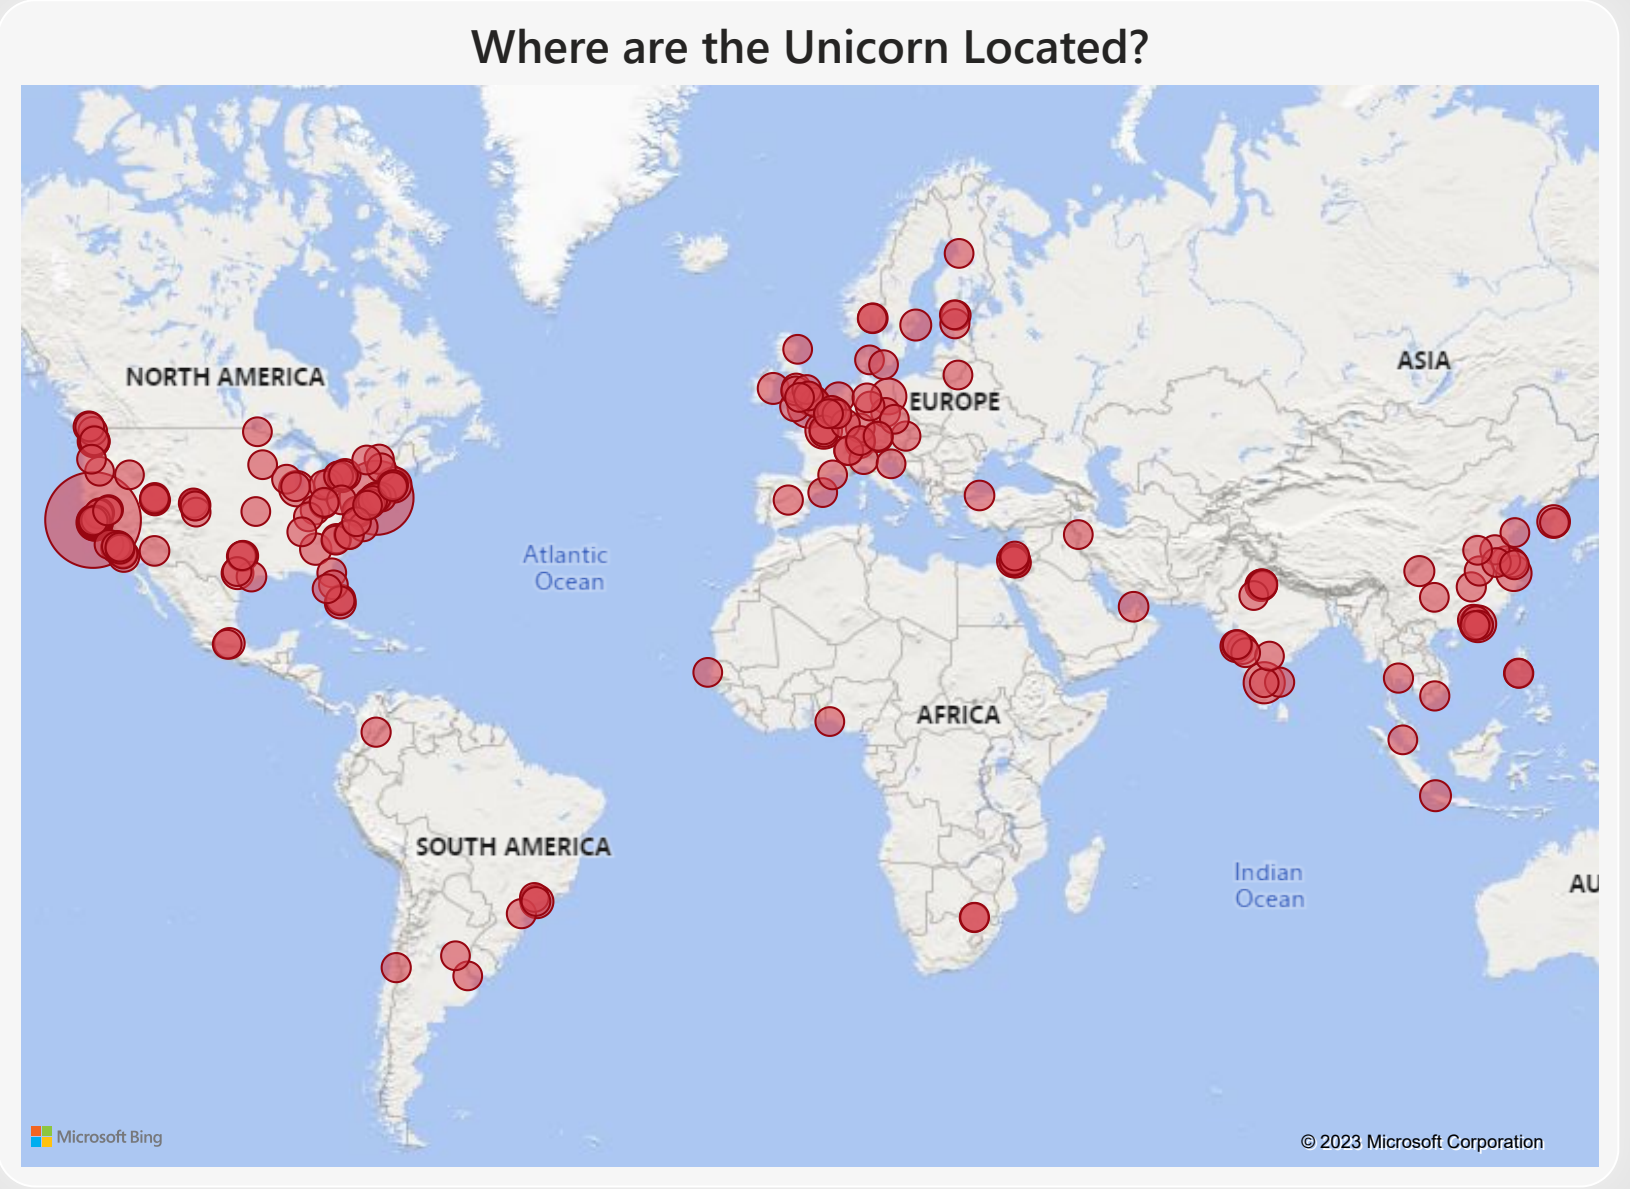 Where are the Unicorn Located?
NORTH AMERICA
ASIA
EUROPE
Atlantic
Ocean
AFRICA
SOUTH AMERICA
Indian
Ocean
AU
Microsoft Bing
© 2023 Microsoft Corporation